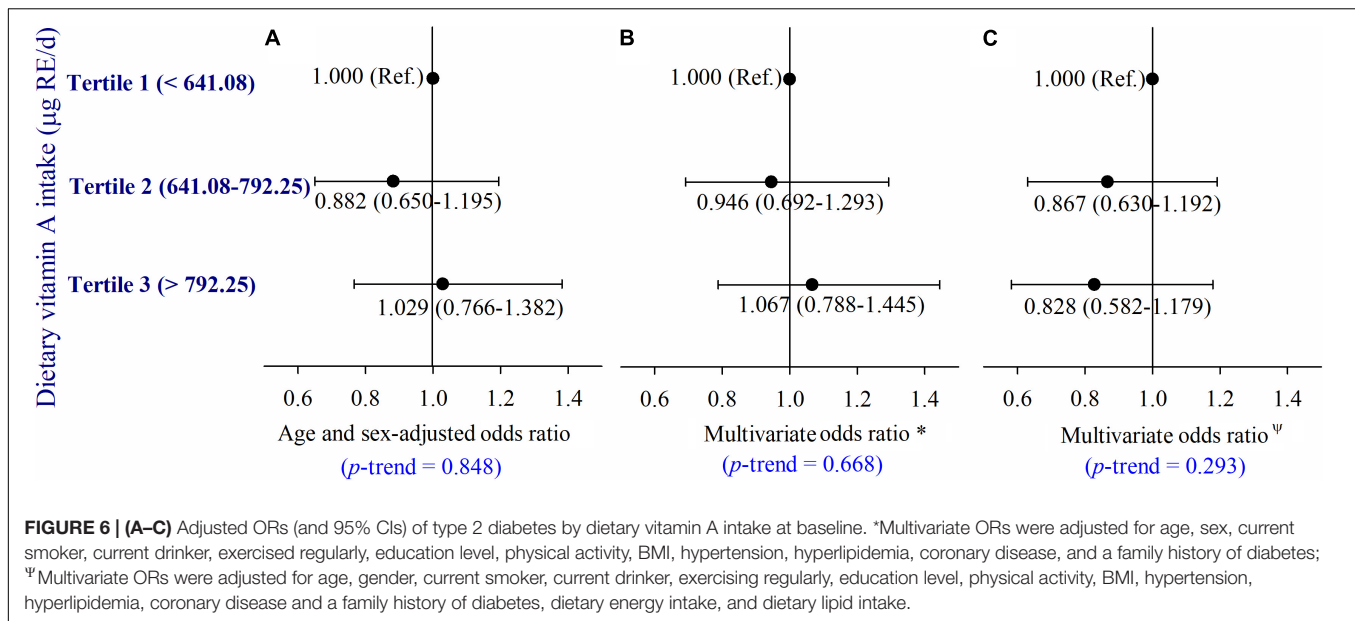 Dietary vitamin A intake (µg RE/d)
A
B
C
Tertile 1 (< 641.08)
1.000 (Ref.)
1.000 (Ref.)
1.000 (Ref.)
Tertile 2 (641.08-792.25)
0.882 (0.650-1.195)
0.946 (0.692-1.293)
0.867 (0.630-1.192)
Tertile 3 (> 792.25)
1.029 (0.766-1.382)
1.067 (0.788-1.445)
0.828 (0.582-1.179)
0.6 0.8 1.0 1.2 1.4
0.6 0.8 1.0 1.2 1.4
0.6 0.8 1.0 1.2 1.4
Age and sex-adjusted odds ratio
(p-trend = 0.848)
Multivariate odds ratio *
(p-trend = 0.668)
Multivariate odds ratio Ψ
(p-trend = 0.293)
FIGURE 6 | (A–C) Adjusted ORs (and 95% CIs) of type 2 diabetes by dietary vitamin A intake at baseline. *Multivariate ORs were adjusted for age, sex, current
smoker, current drinker, exercised regularly, education level, physical activity, BMI, hypertension, hyperlipidemia, coronary disease, and a family history of diabetes;
ΨMultivariate ORs were adjusted for age, gender, current smoker, current drinker, exercising regularly, education level, physical activity, BMI, hypertension,
hyperlipidemia, coronary disease and a family history of diabetes, dietary energy intake, and dietary lipid intake.